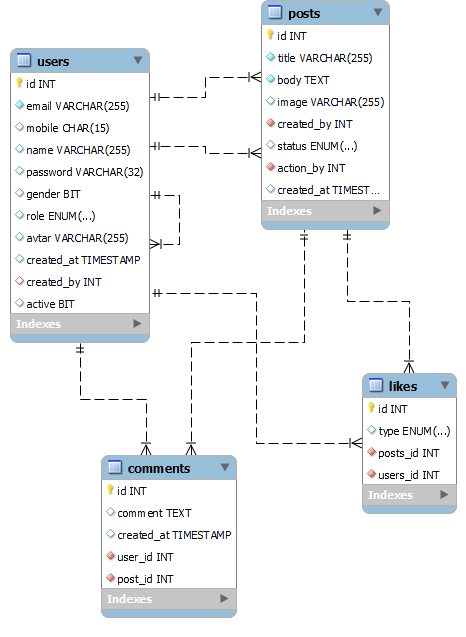 users
id INT
email VARCHAR(255)
mobile CHAR(15)
name VARCHAR(255)
password VARCHAR(32)
gender BIT
role ENUM(...)
avtar VARCHAR(255)
created_at TIMESTAMP
created_by INT
active BIT
Indexes
posts
id INT
title VARCHAR(255)
body TEXT
image VARCHAR(255)
created_by INT
status ENUM(...)
action_by INT
created_at TIMEST...
Indexes
likes
id INT
type ENUM(...)
posts_id INT
users_id INT
Indexes
comments
id INT
comment TEXT
created_at TIMESTAMP
user_id INT
post_id INT
Indexes